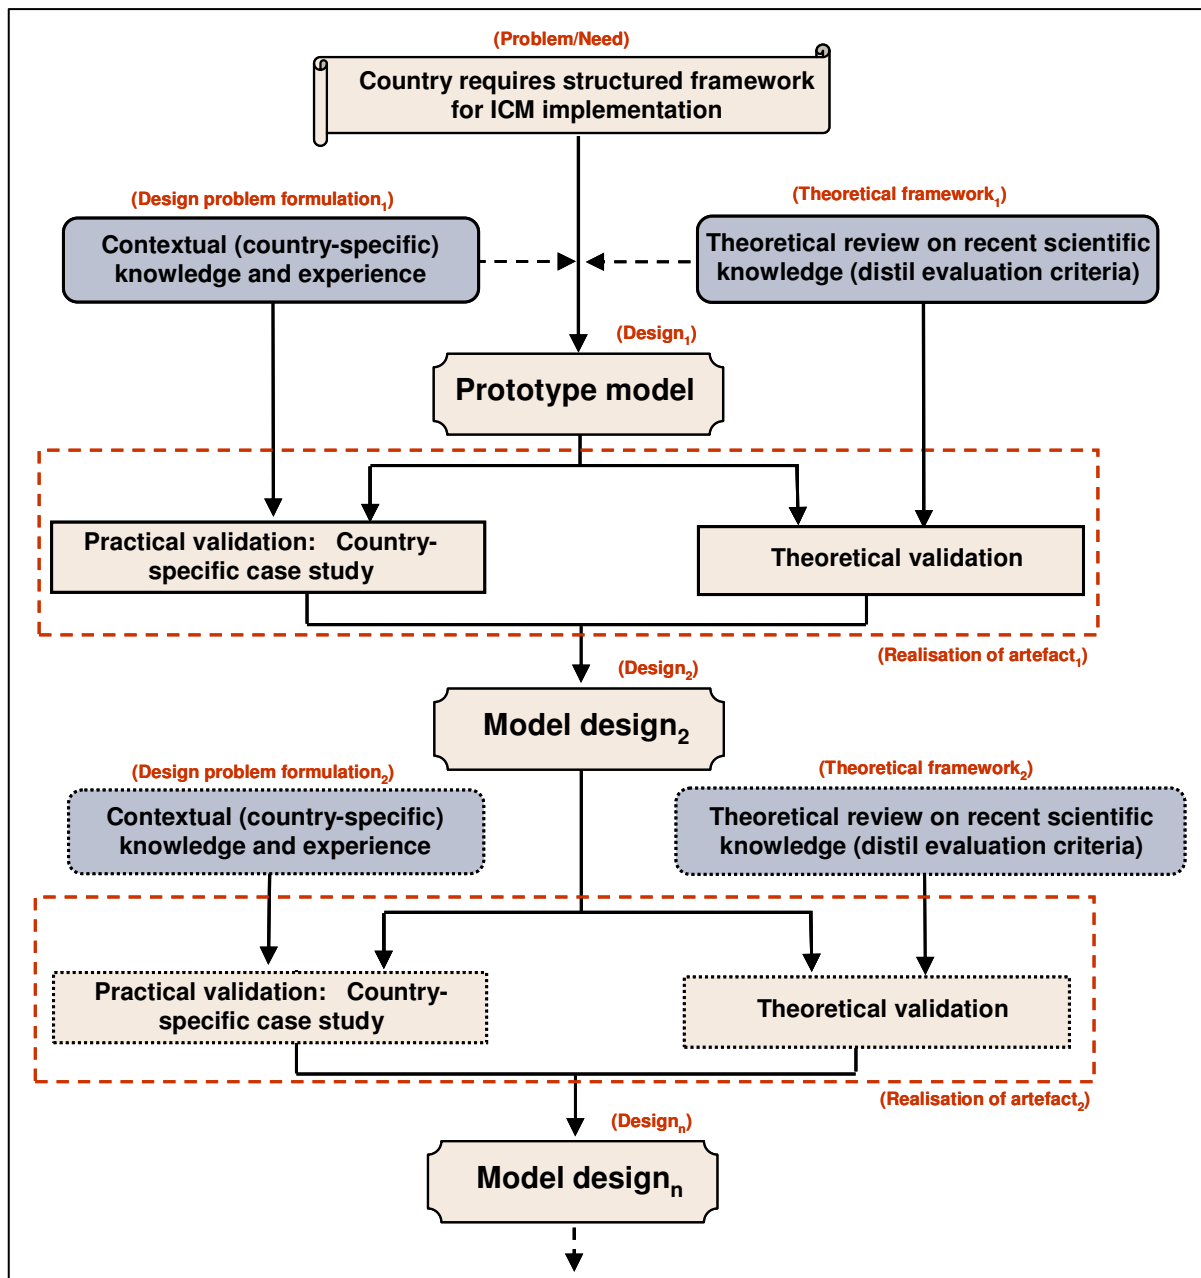 (Problem/Need)
Country requires structured framework
for ICM implementation
(Design problem formulation₁)
(Theoretical framework₁)
Contextual (country-specific)
knowledge and experience
Theoretical review on recent scientific
knowledge (distil evaluation criteria)
(Design₁)
Prototype model
Practical validation: Country-
specific case study
Theoretical validation
(Realisation of artefact₁)
(Design₂)
Model design₂
(Design problem formulation₂)
(Theoretical framework₂)
Contextual (country-specific)
knowledge and experience
Theoretical review on recent scientific
knowledge (distil evaluation criteria)
Practical validation: Country-
specific case study
Theoretical validation
(Realisation of artefact₂)
(Designₙ)
Model designₙ